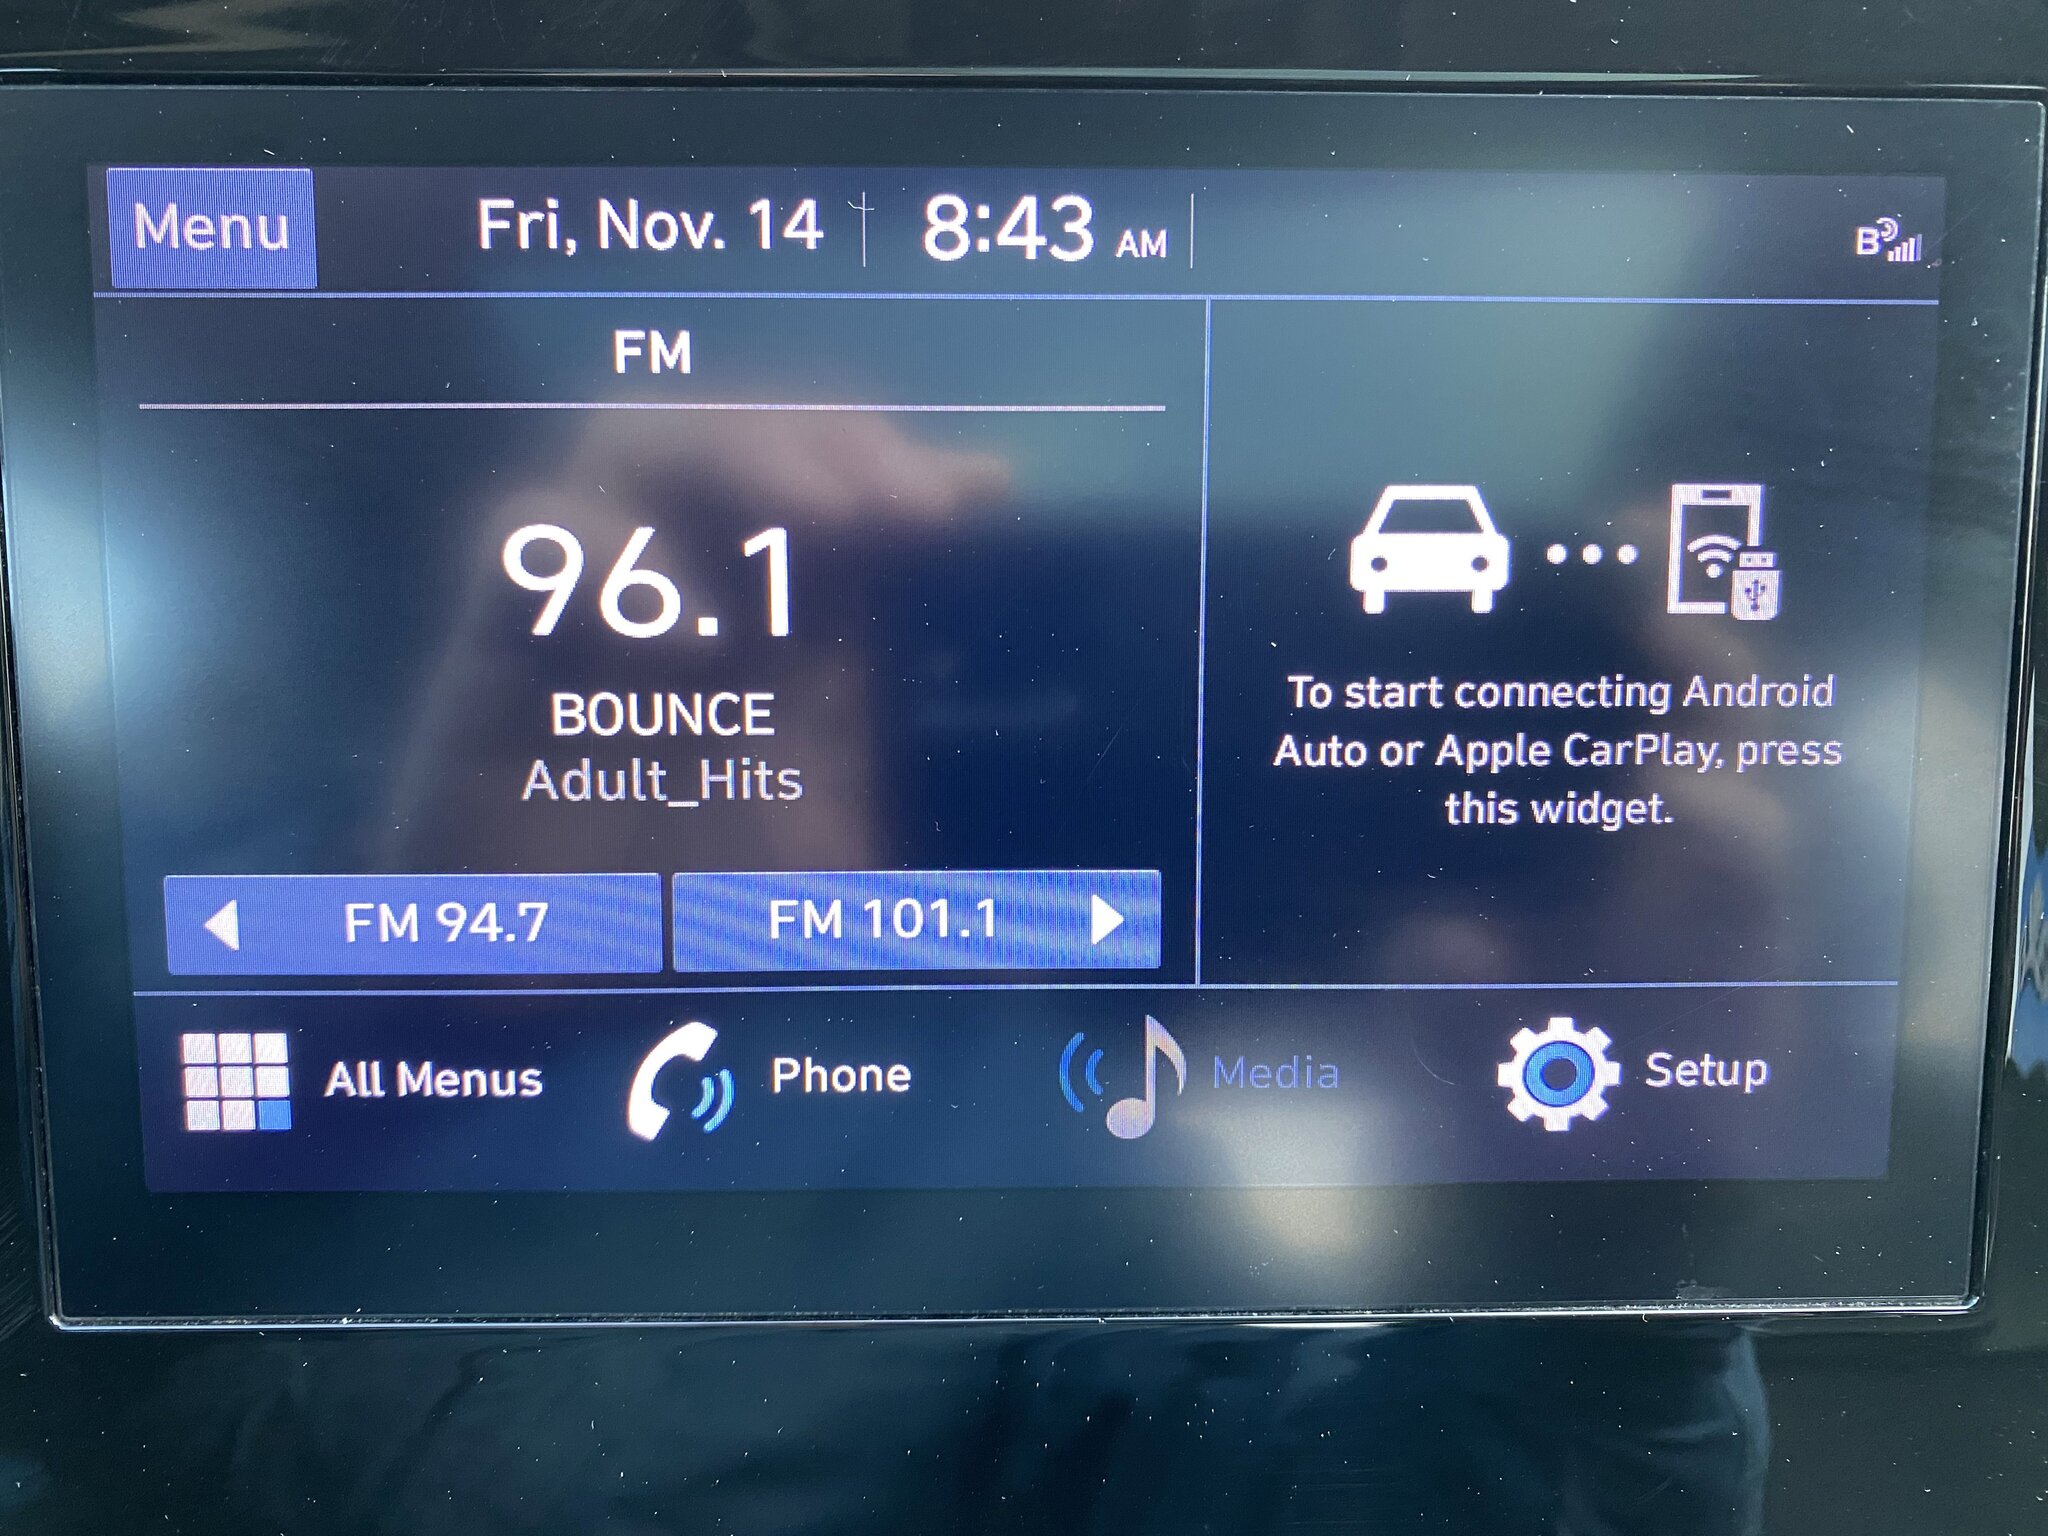 Menu
Fri, Nov. 14
8:43 AM
B
FM
96.1
BOUNCE
Adult_Hits
FM 94.7
FM 101.1
To start connecting Android
Auto or Apple CarPlay, press
this widget.
All Menus
Phone
Media
Setup